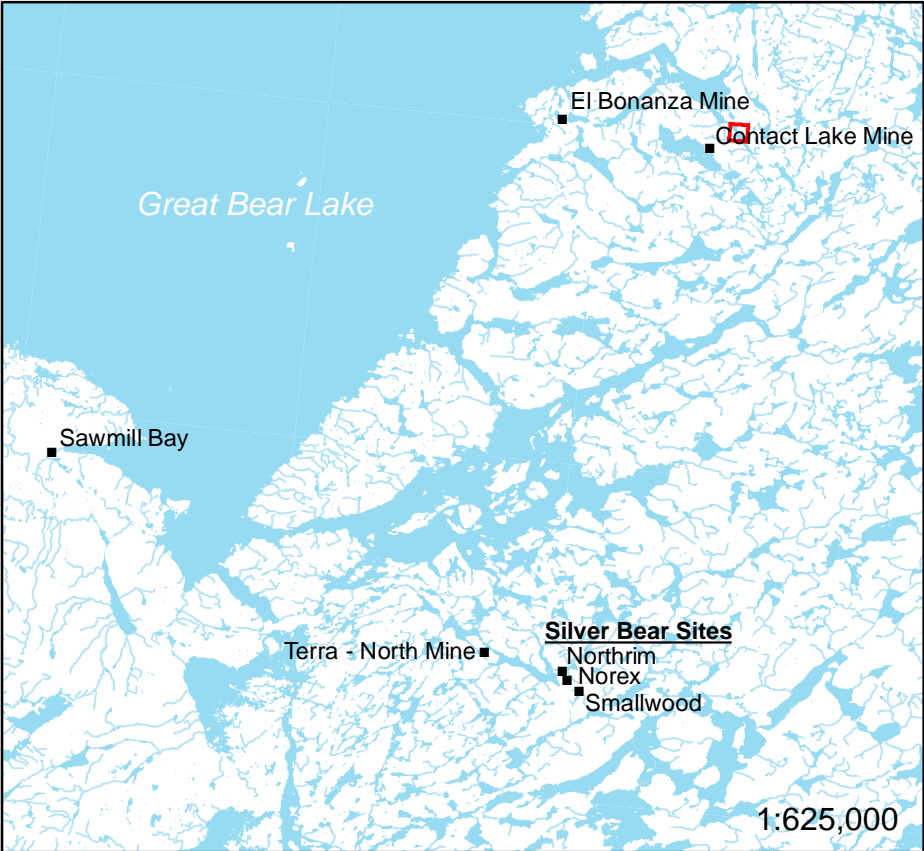 El Bonanza Mine
Contact Lake Mine
Great Bear Lake
Sawmill Bay
Silver Bear Sites
Terra - North Mine
Northrim
Norex
Smallwood
1:625,000